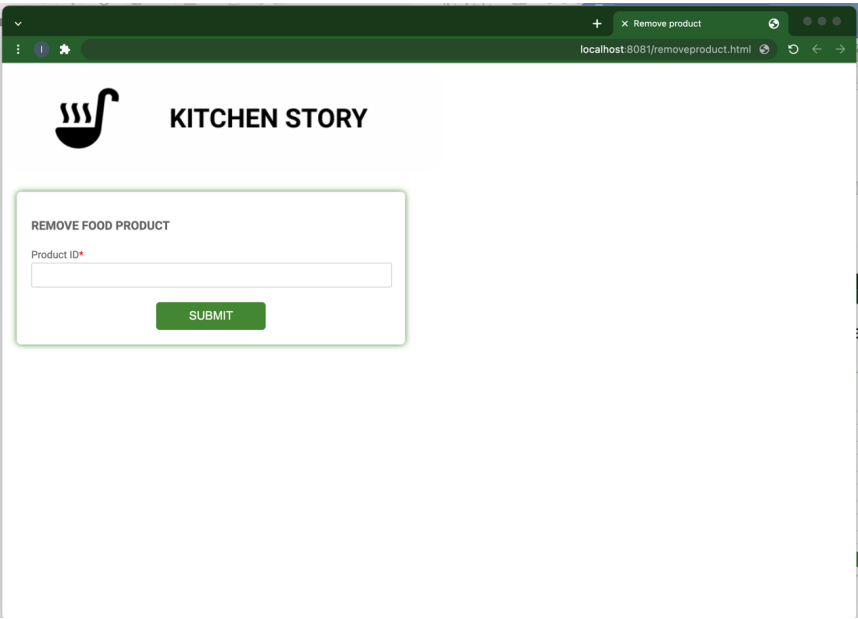 Remove product
I
localhost:8081/removeproduct.html
KITCHEN STORY
REMOVE FOOD PRODUCT
Product ID*
SUBMIT